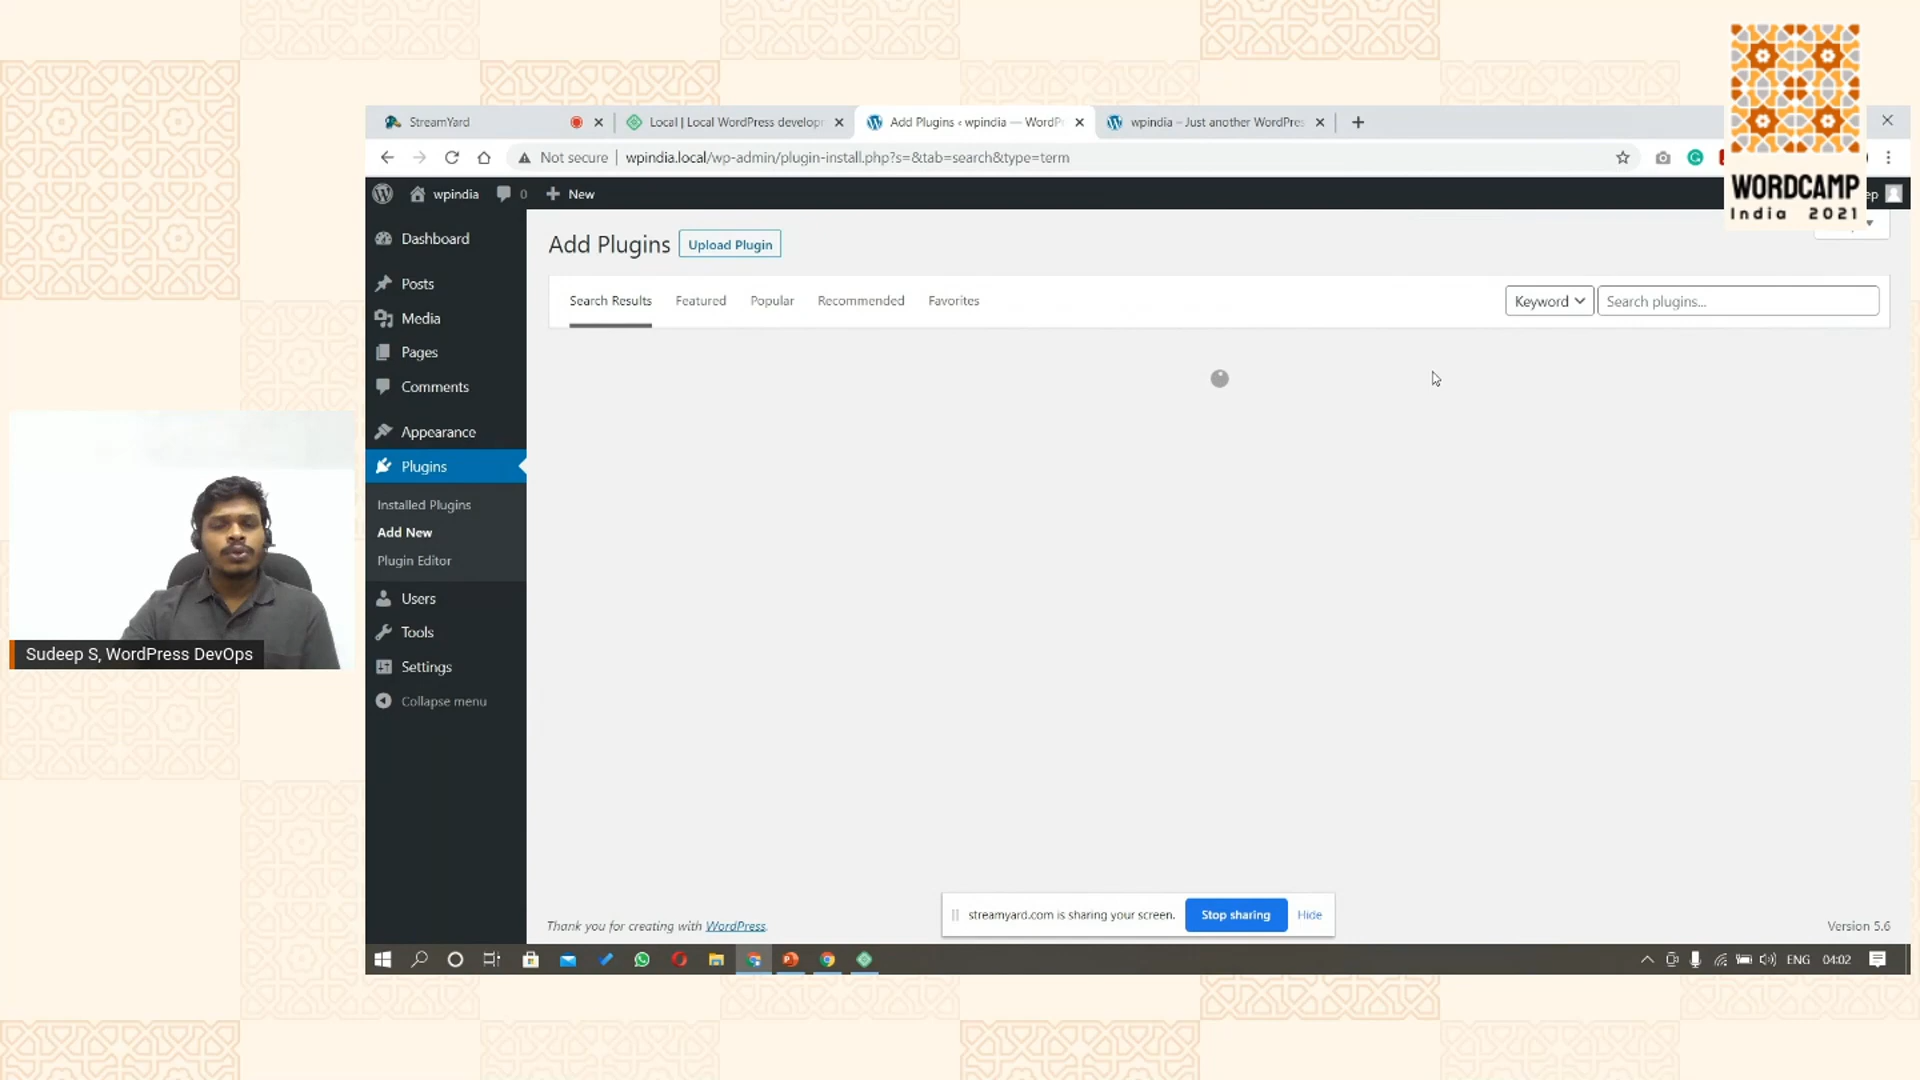 WORDCAMP
India 2021
StreamYard
Local | Local WordPress developr
Add Plugins ‹ wpindia — WordPr
wpindia – Just another WordPres
Not secure | wpindia.local/wp-admin/plugin-install.php?s=&tab=search&type=term
wpindia
0
New
ep
Dashboard
Posts
Media
Pages
Comments
Appearance
Plugins
Installed Plugins
Add New
Plugin Editor
Users
Tools
Settings
Collapse menu
Add Plugins
Upload Plugin
Search Results
Featured
Popular
Recommended
Favorites
Keyword
Search plugins...
Sudeep S, WordPress DevOps
streamyard.com is sharing your screen.
Stop sharing
Hide
Thank you for creating with WordPress.
Version 5.6
ENG
04:02